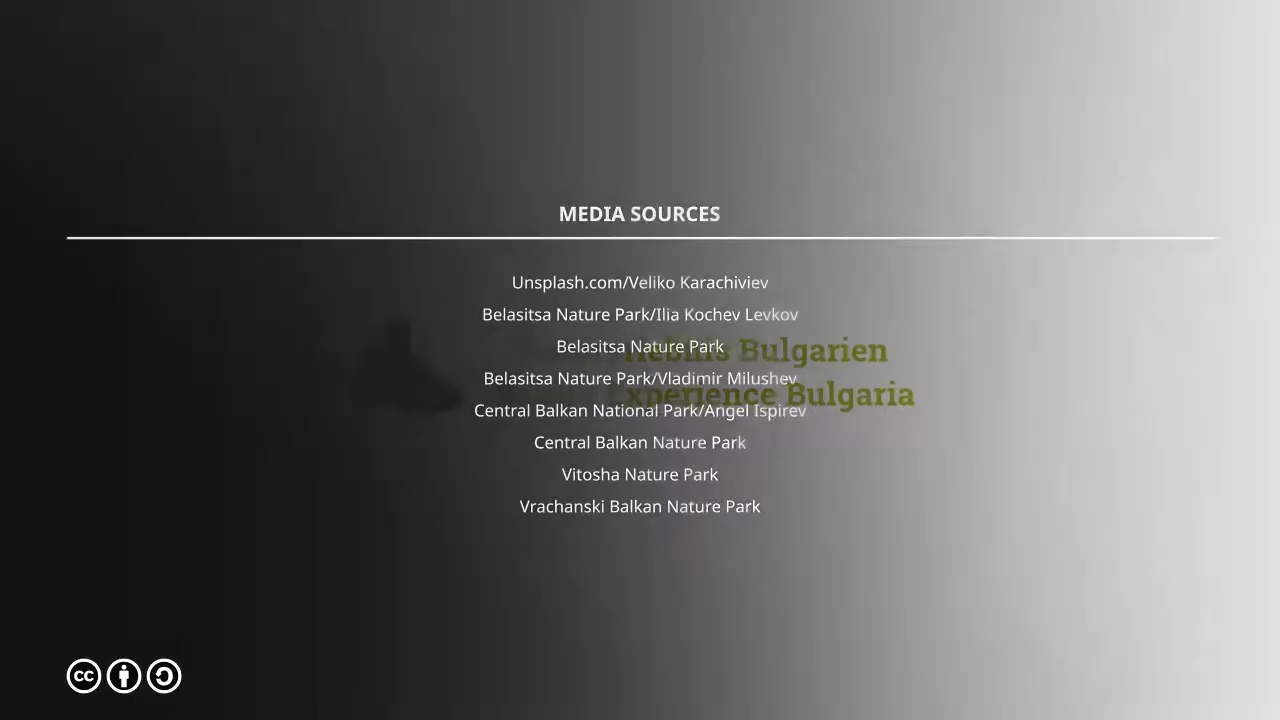 MEDIA SOURCES
Unsplash.com/Veliko Karachiviev
Belasitsa Nature Park/Ilia Kochev Levkov
Belasitsa Nature Park
Bulgarien
Belasitsa Nature Park/Vladimir Milushev
Experience Bulgaria
Central Balkan National Park/Angel Ispirev
Central Balkan Nature Park
Vitosha Nature Park
Vrachanski Balkan Nature Park
cc